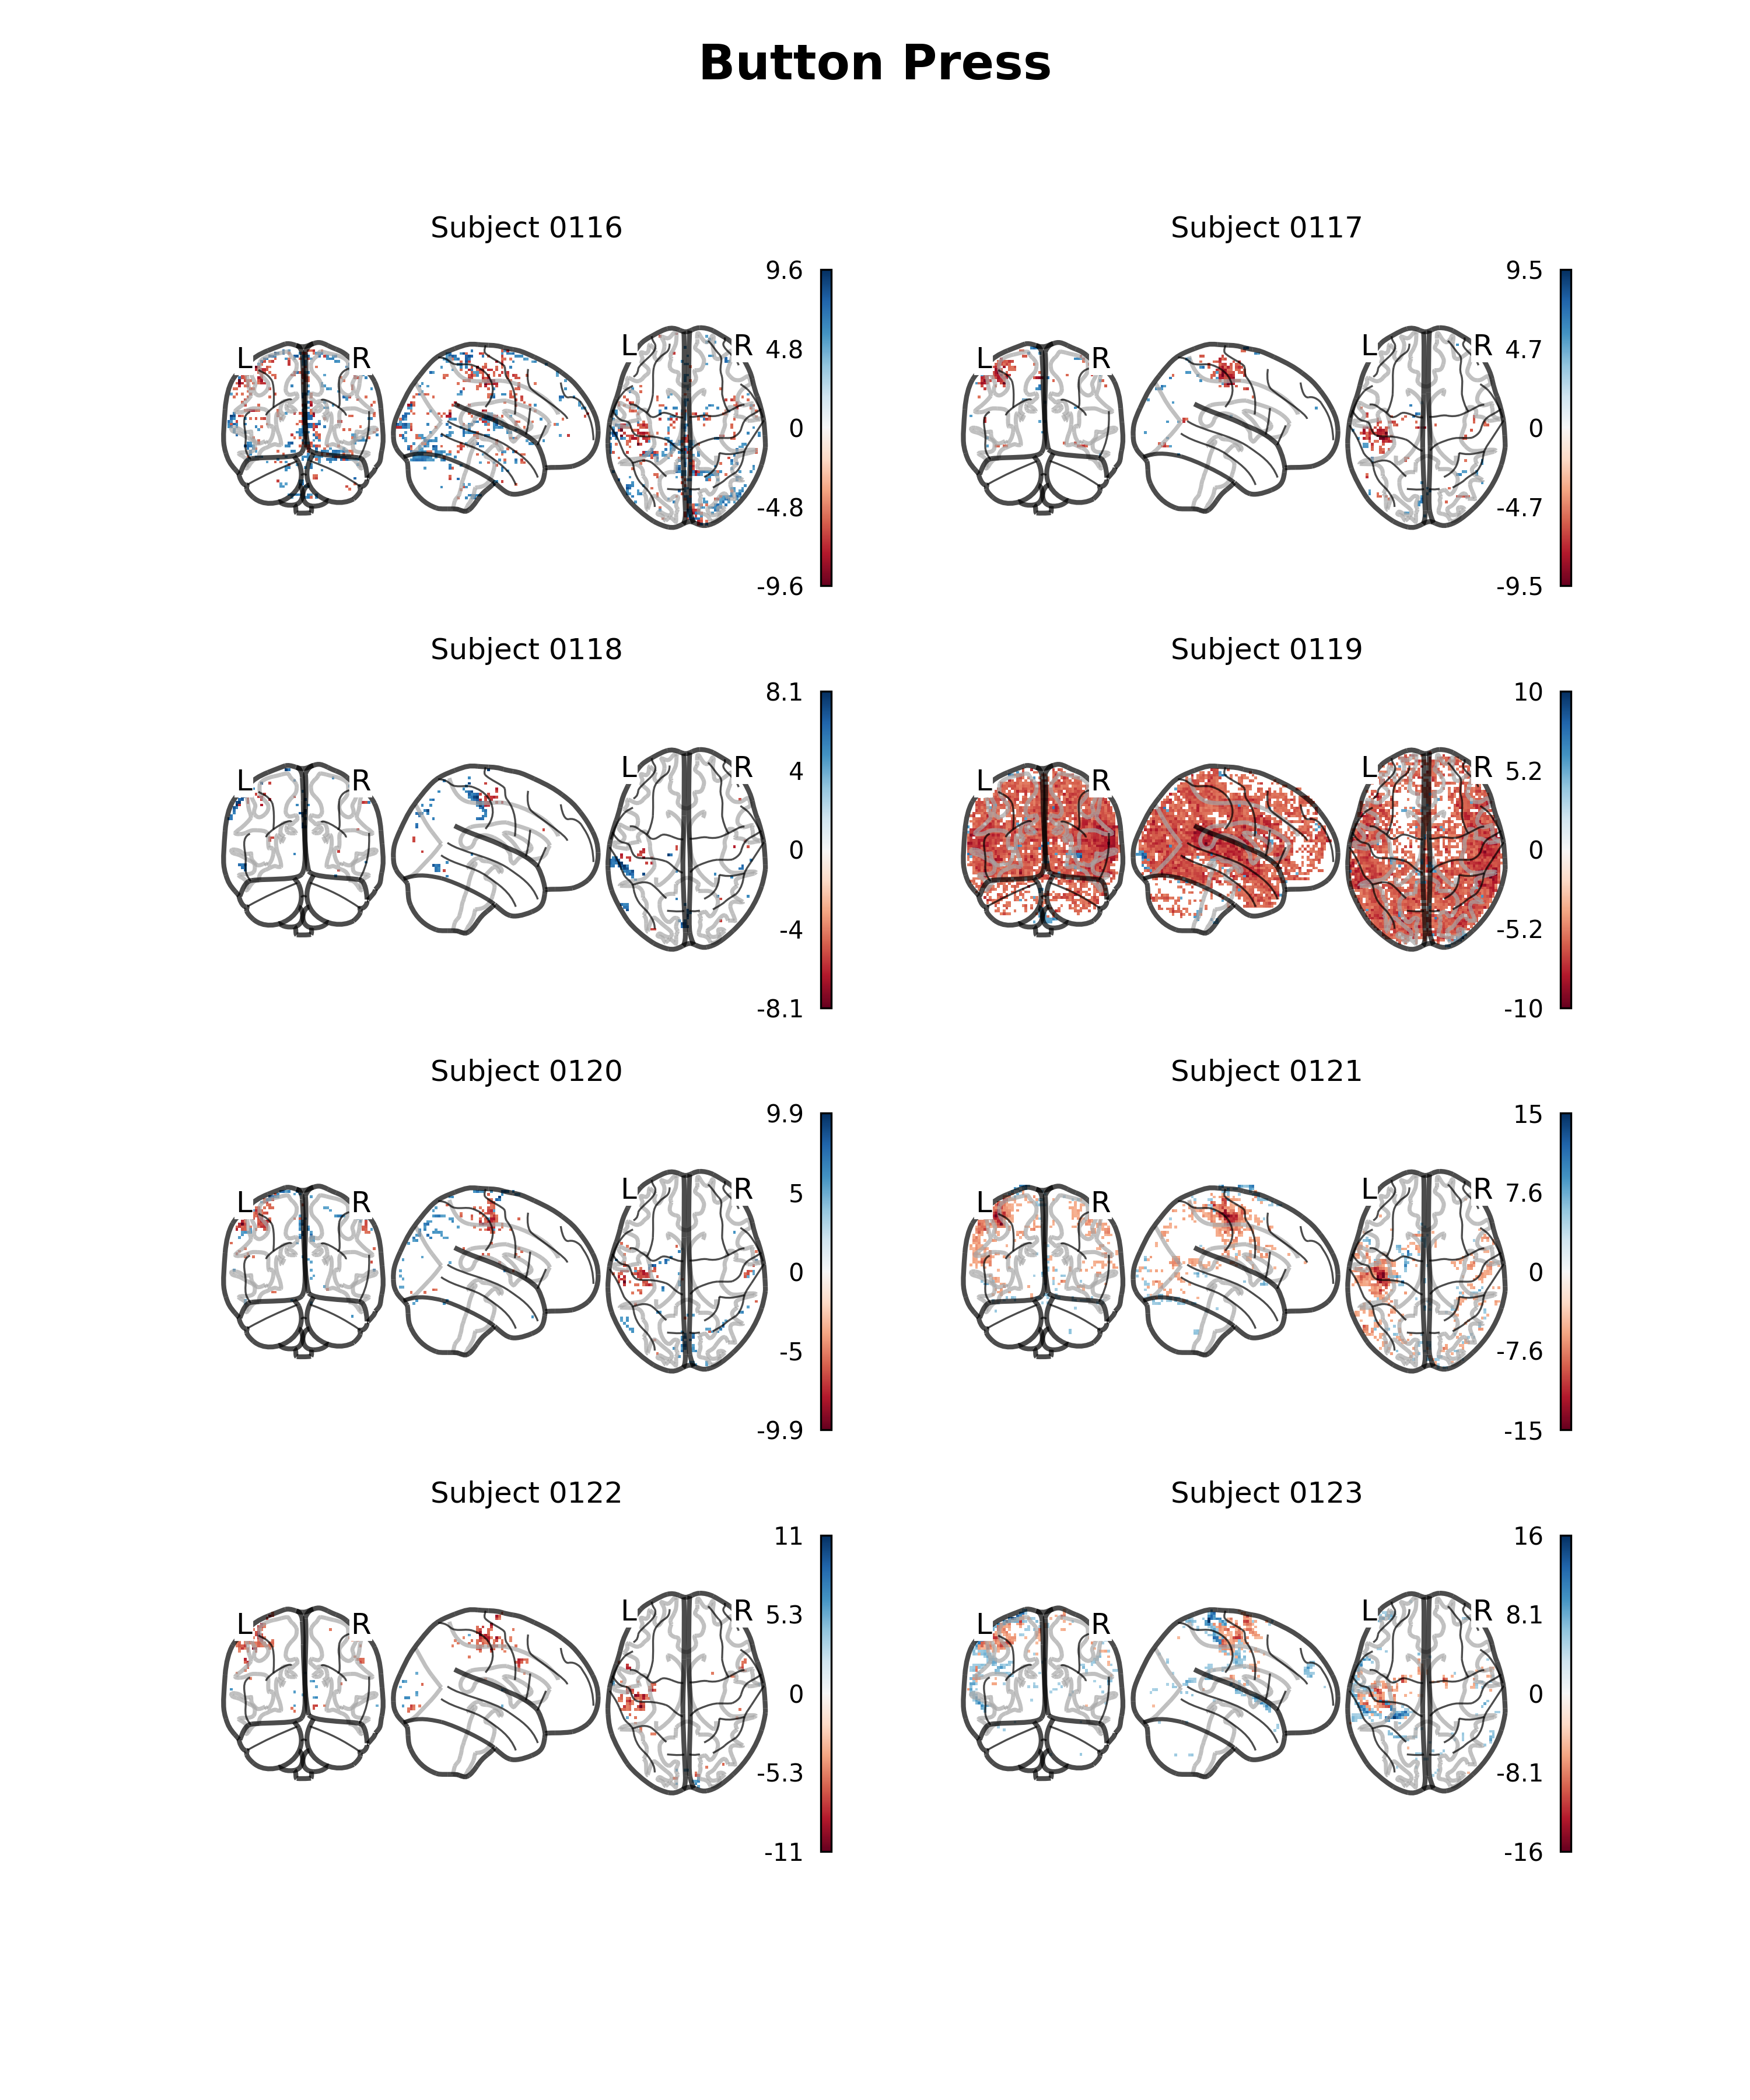 Button Press
Subject 0116
9.6
L R L R 4.8
0
-4.8
-9.6
Subject 0117
9.5
L R L R 4.7
0
-4.7
-9.5
Subject 0118
8.1
L R L R 4
0
-4
-8.1
Subject 0119
10
L R L R 5.2
0
-5.2
-10
Subject 0120
9.9
L R L R 5
0
-5
-9.9
Subject 0121
15
L R L R 7.6
0
-7.6
-15
Subject 0122
11
L R L R 5.3
0
-5.3
-11
Subject 0123
16
L R L R 8.1
0
-8.1
-16